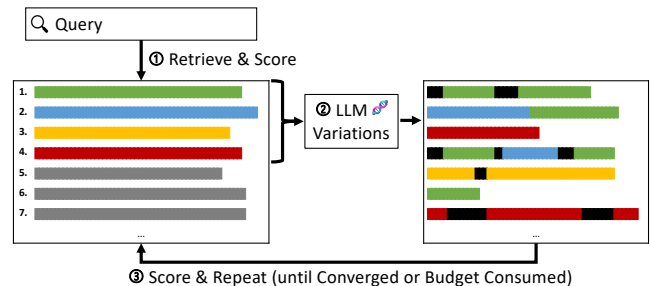 Query
① Retrieve & Score
1.
2.
3.
4.
5.
6.
7.
...
② LLM 🧬
Variations
...
③ Score & Repeat (until Converged or Budget Consumed)